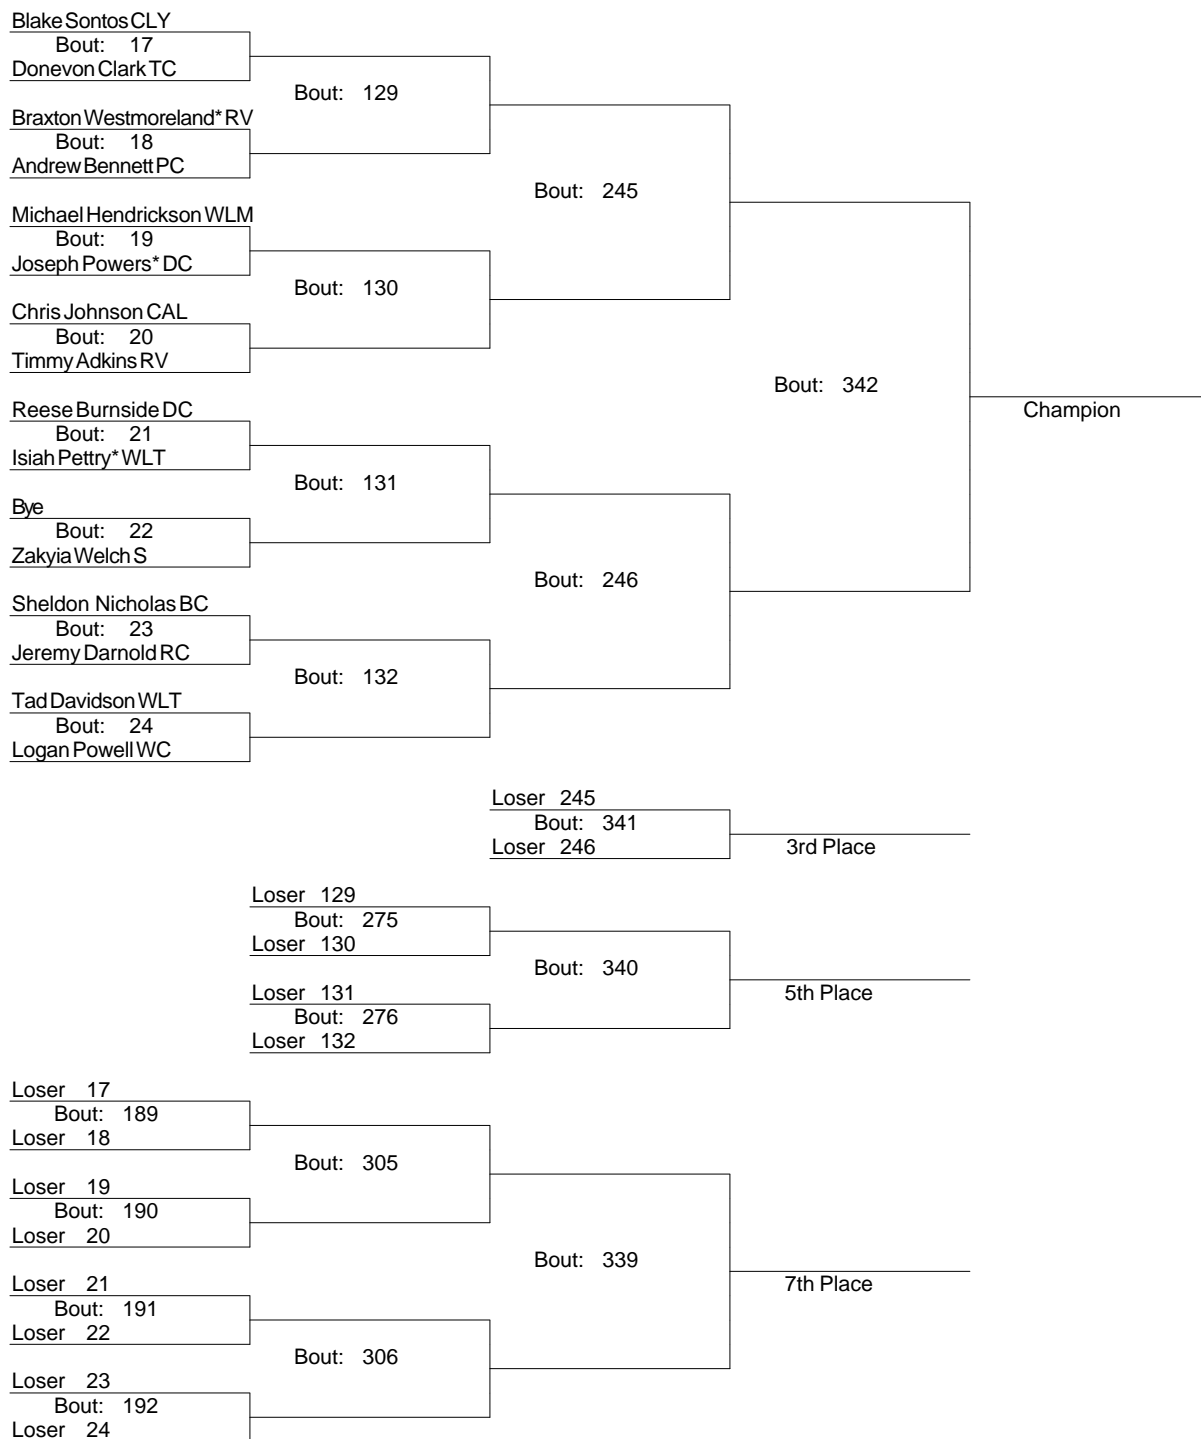 Blake Sontos CLY
Bout: 17
Donevon Clark TC
Bout: 129
Braxton Westmoreland* RV
Bout: 18
Andrew Bennett PC
Bout: 245
Michael Hendrickson WLM
Bout: 19
Joseph Powers* DC
Bout: 130
Chris Johnson CAL
Bout: 20
Timmy Adkins RV
Bout: 342
Champion
Reese Burnside DC
Bout: 21
Isiah Pettry* WLT
Bout: 131
Bye
Bout: 22
Zakyia Welch S
Bout: 246
Sheldon Nicholas BC
Bout: 23
Jeremy Darnold RC
Bout: 132
Tad Davidson WLT
Bout: 24
Logan Powell WC
Loser 245
Bout: 341
Loser 246
3rd Place
Loser 129
Bout: 275
Loser 130
Bout: 340
5th Place
Loser 131
Bout: 276
Loser 132
Loser 17
Bout: 189
Loser 18
Bout: 305
Loser 19
Bout: 190
Loser 20
Bout: 339
7th Place
Loser 21
Bout: 191
Loser 22
Bout: 306
Loser 23
Bout: 192
Loser 24